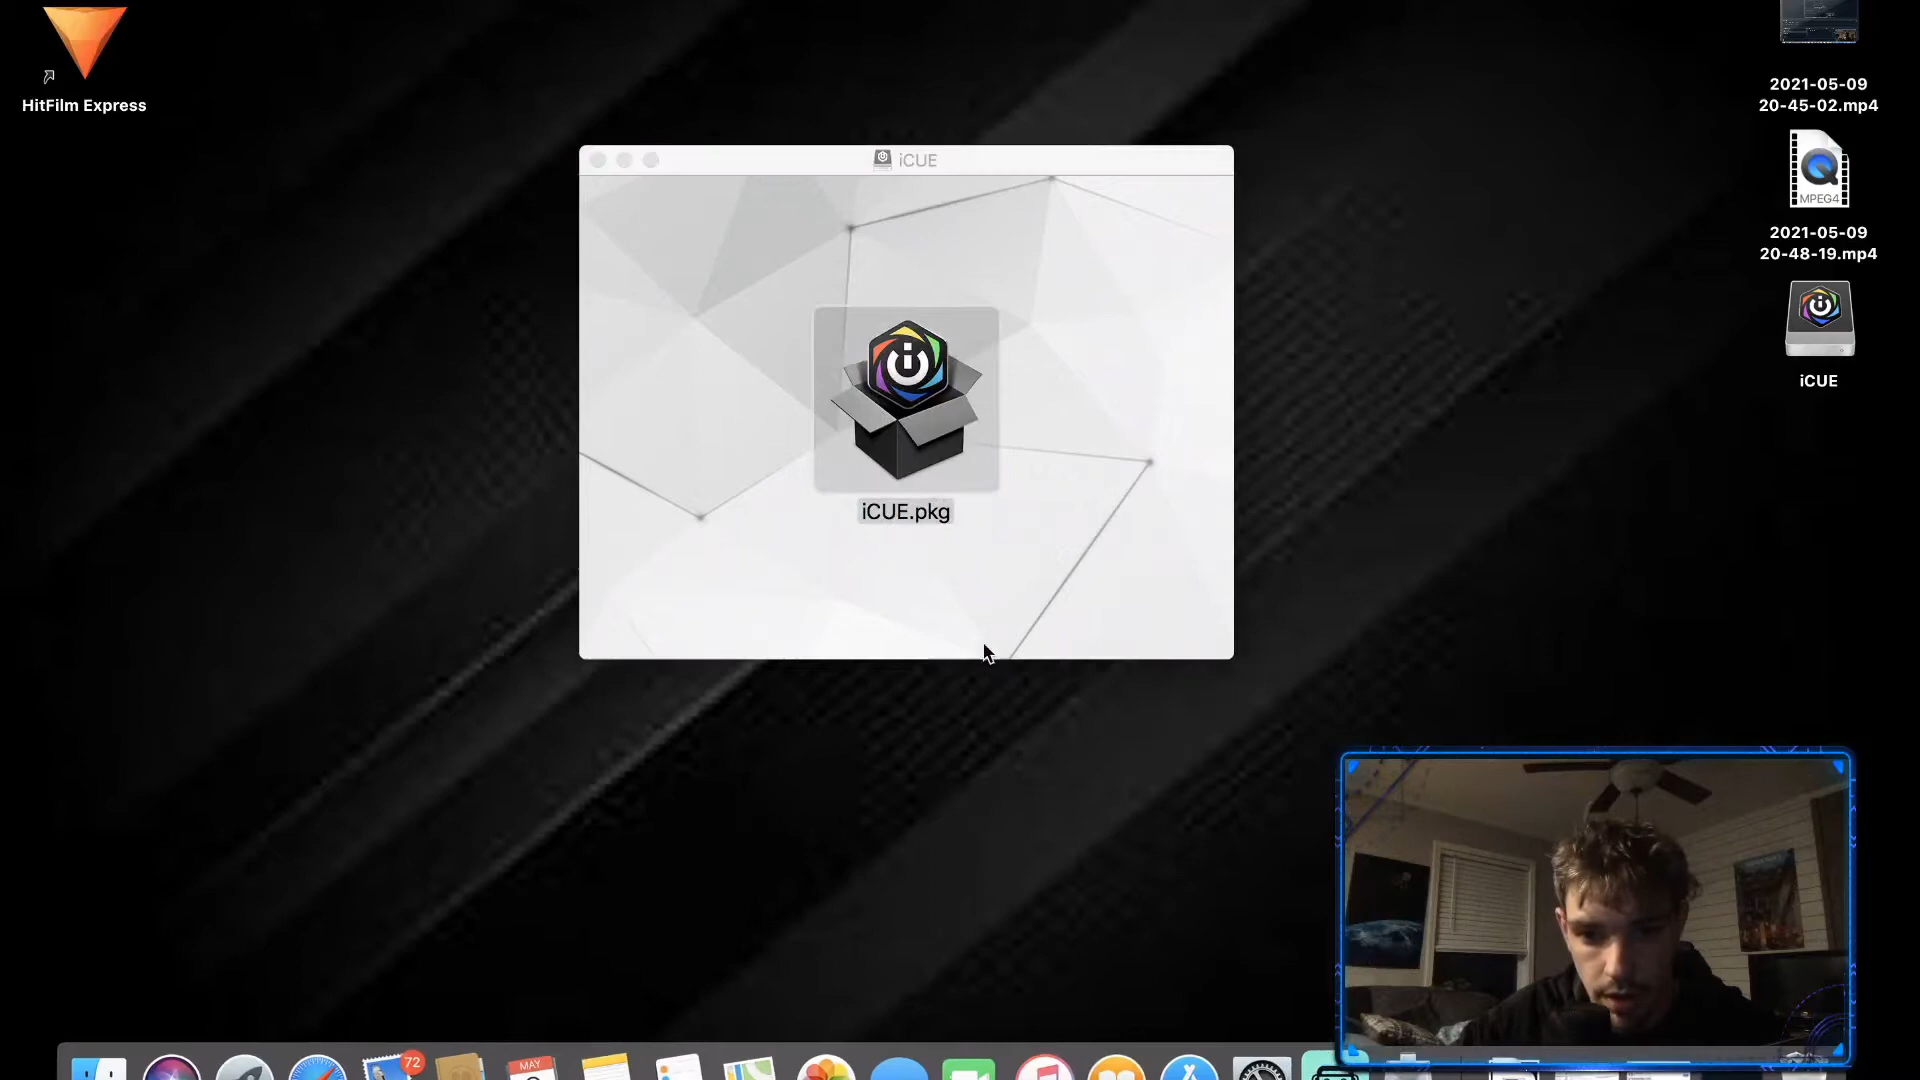 HitFilm Express
2021-05-09
20-45-02.mp4
iCUE
MPEG4
2021-05-09
20-48-19.mp4
iCUE
iCUE.pkg
72
MAY